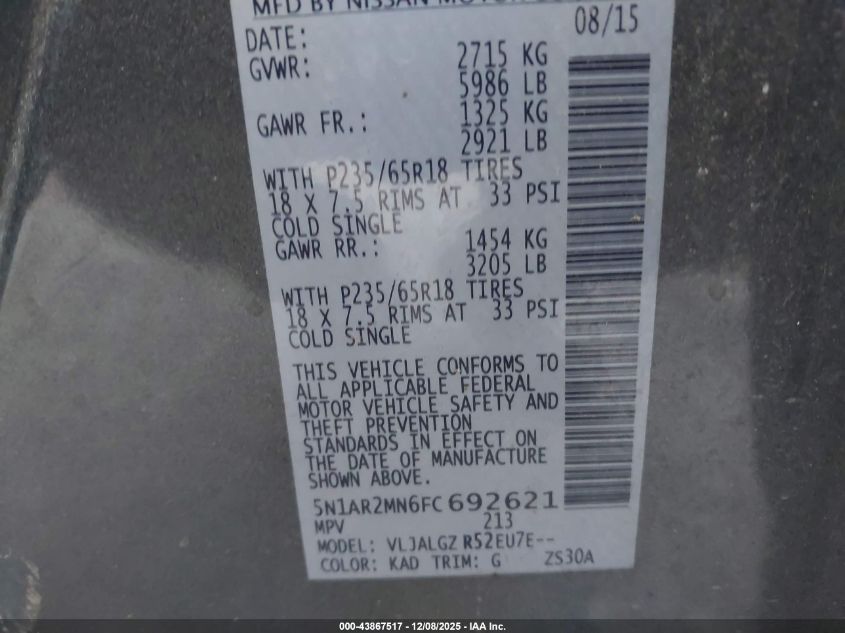 MFD BY NISSAN MOTOR
DATE: 08/15
GVWR: 2715 KG
5986 LB
GAWR FR.: 1325 KG
2921 LB
WITH P235/65R18 TIRES
18 X 7.5 RIMS AT 33 PSI
COLD SINGLE
GAWR RR.: 1454 KG
3205 LB
WITH P235/65R18 TIRES
18 X 7.5 RIMS AT 33 PSI
COLD SINGLE
THIS VEHICLE CONFORMS TO
ALL APPLICABLE FEDERAL
MOTOR VEHICLE SAFETY AND
THEFT PREVENTION
STANDARDS IN EFFECT ON
THE DATE OF MANUFACTURE
SHOWN ABOVE.
5N1AR2MN6FC692621
MPV 213
MODEL: VLJALGZ R52EU7E--
COLOR: KAD TRIM: G ZS30A
000-43867517 - 12/08/2025 - IAA Inc.